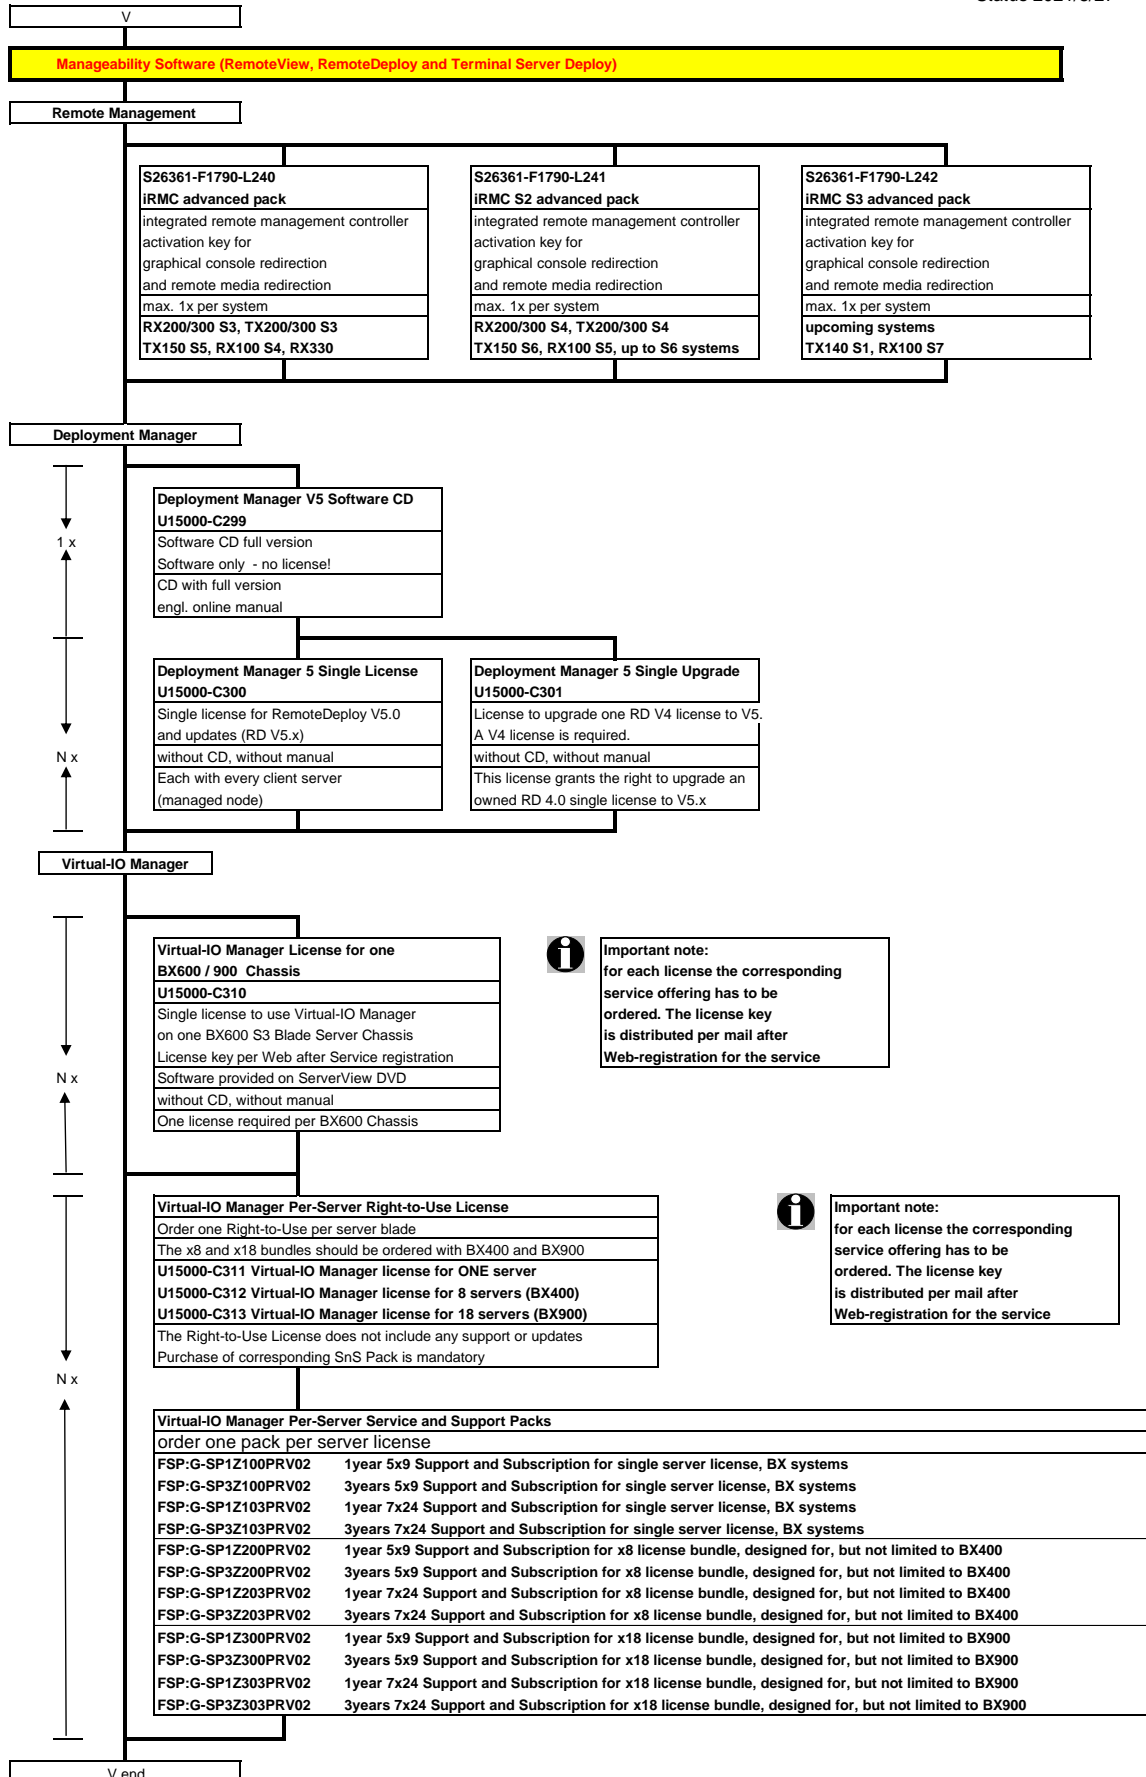 V
Manageability Software (RemoteView, RemoteDeploy and Terminal Server Deploy)
Remote Management
S26361-F1790-L240
iRMC advanced pack
integrated remote management controller
activation key for
graphical console redirection
and remote media redirection
max. 1x per system
RX200/300 S3, TX200/300 S3
TX150 S5, RX100 S4, RX330
S26361-F1790-L241
iRMC S2 advanced pack
integrated remote management controller
activation key for
graphical console redirection
and remote media redirection
max. 1x per system
RX200/300 S4, TX200/300 S4
TX150 S6, RX100 S5, up to S6 systems
S26361-F1790-L242
iRMC S3 advanced pack
integrated remote management controller
activation key for
graphical console redirection
and remote media redirection
max. 1x per system
upcoming systems
TX140 S1, RX100 S7
Deployment Manager
1 x
Deployment Manager V5 Software CD
U15000-C299
Software CD full version
Software only - no license!
CD with full version
engl. online manual
N x
Deployment Manager 5 Single License
U15000-C300
Single license for RemoteDeploy V5.0
and updates (RD V5.x)
without CD, without manual
Each with every client server
(managed node)
Deployment Manager 5 Single Upgrade
U15000-C301
License to upgrade one RD V4 license to V5.
A V4 license is required.
without CD, without manual
This license grants the right to upgrade an
owned RD 4.0 single license to V5.x
Virtual-IO Manager
N x
Virtual-IO Manager License for one
BX600 / 900 Chassis
U15000-C310
Single license to use Virtual-IO Manager
on one BX600 S3 Blade Server Chassis
License key per Web after Service registration
Software provided on ServerView DVD
without CD, without manual
One license required per BX600 Chassis
Important note:
for each license the corresponding
service offering has to be
ordered. The license key
is distributed per mail after
Web-registration for the service
N x
Virtual-IO Manager Per-Server Right-to-Use License
Order one Right-to-Use per server blade
The x8 and x18 bundles should be ordered with BX400 and BX900
U15000-C311 Virtual-IO Manager license for ONE server
U15000-C312 Virtual-IO Manager license for 8 servers (BX400)
U15000-C313 Virtual-IO Manager license for 18 servers (BX900)
The Right-to-Use License does not include any support or updates
Purchase of corresponding SnS Pack is mandatory
Important note:
for each license the corresponding
service offering has to be
ordered. The license key
is distributed per mail after
Web-registration for the service
Virtual-IO Manager Per-Server Service and Support Packs
order one pack per server license
FSP:G-SP1Z100PRV02 1year 5x9 Support and Subscription for single server license, BX systems
FSP:G-SP3Z100PRV02 3years 5x9 Support and Subscription for single server license, BX systems
FSP:G-SP1Z103PRV02 1year 7x24 Support and Subscription for single server license, BX systems
FSP:G-SP3Z103PRV02 3years 7x24 Support and Subscription for single server license, BX systems
FSP:G-SP1Z200PRV02 1year 5x9 Support and Subscription for x8 license bundle, designed for, but not limited to BX400
FSP:G-SP3Z200PRV02 3years 5x9 Support and Subscription for x8 license bundle, designed for, but not limited to BX400
FSP:G-SP1Z203PRV02 1year 7x24 Support and Subscription for x8 license bundle, designed for, but not limited to BX400
FSP:G-SP3Z203PRV02 3years 7x24 Support and Subscription for x8 license bundle, designed for, but not limited to BX400
FSP:G-SP1Z300PRV02 1year 5x9 Support and Subscription for x18 license bundle, designed for, but not limited to BX900
FSP:G-SP3Z300PRV02 3years 5x9 Support and Subscription for x18 license bundle, designed for, but not limited to BX900
FSP:G-SP1Z303PRV02 1year 7x24 Support and Subscription for x18 license bundle, designed for, but not limited to BX900
FSP:G-SP3Z303PRV02 3years 7x24 Support and Subscription for x18 license bundle, designed for, but not limited to BX900
V end